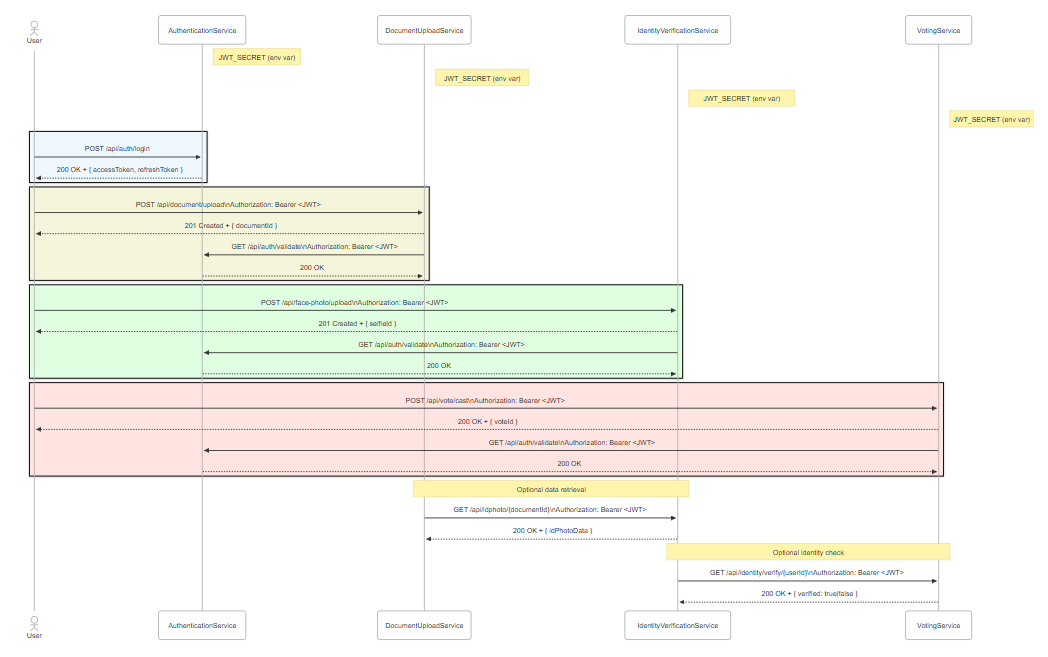 User
AuthenticationService
DocumentUploadService
IdentityVerificationService
VotingService
JWT_SECRET (env var)
JWT_SECRET (env var)
JWT_SECRET (env var)
JWT_SECRET (env var)
POST /api/auth/login
200 OK + { accessToken, refreshToken }
POST /api/document/upload\nAuthorization: Bearer <JWT>
201 Created + { documentId }
GET /api/auth/validate\nAuthorization: Bearer <JWT>
200 OK
POST /api/face-photo/upload\nAuthorization: Bearer <JWT>
201 Created + { selfieId }
GET /api/auth/validate\nAuthorization: Bearer <JWT>
200 OK
POST /api/vote/cast\nAuthorization: Bearer <JWT>
200 OK + { voteId }
GET /api/auth/validate\nAuthorization: Bearer <JWT>
200 OK
Optional data retrieval
GET /api/idphoto/{documentId}\nAuthorization: Bearer <JWT>
200 OK + { idPhotoData }
Optional identity check
GET /api/identity/verify/{userId}\nAuthorization: Bearer <JWT>
200 OK + { verified: true|false }
User
AuthenticationService
DocumentUploadService
IdentityVerificationService
VotingService